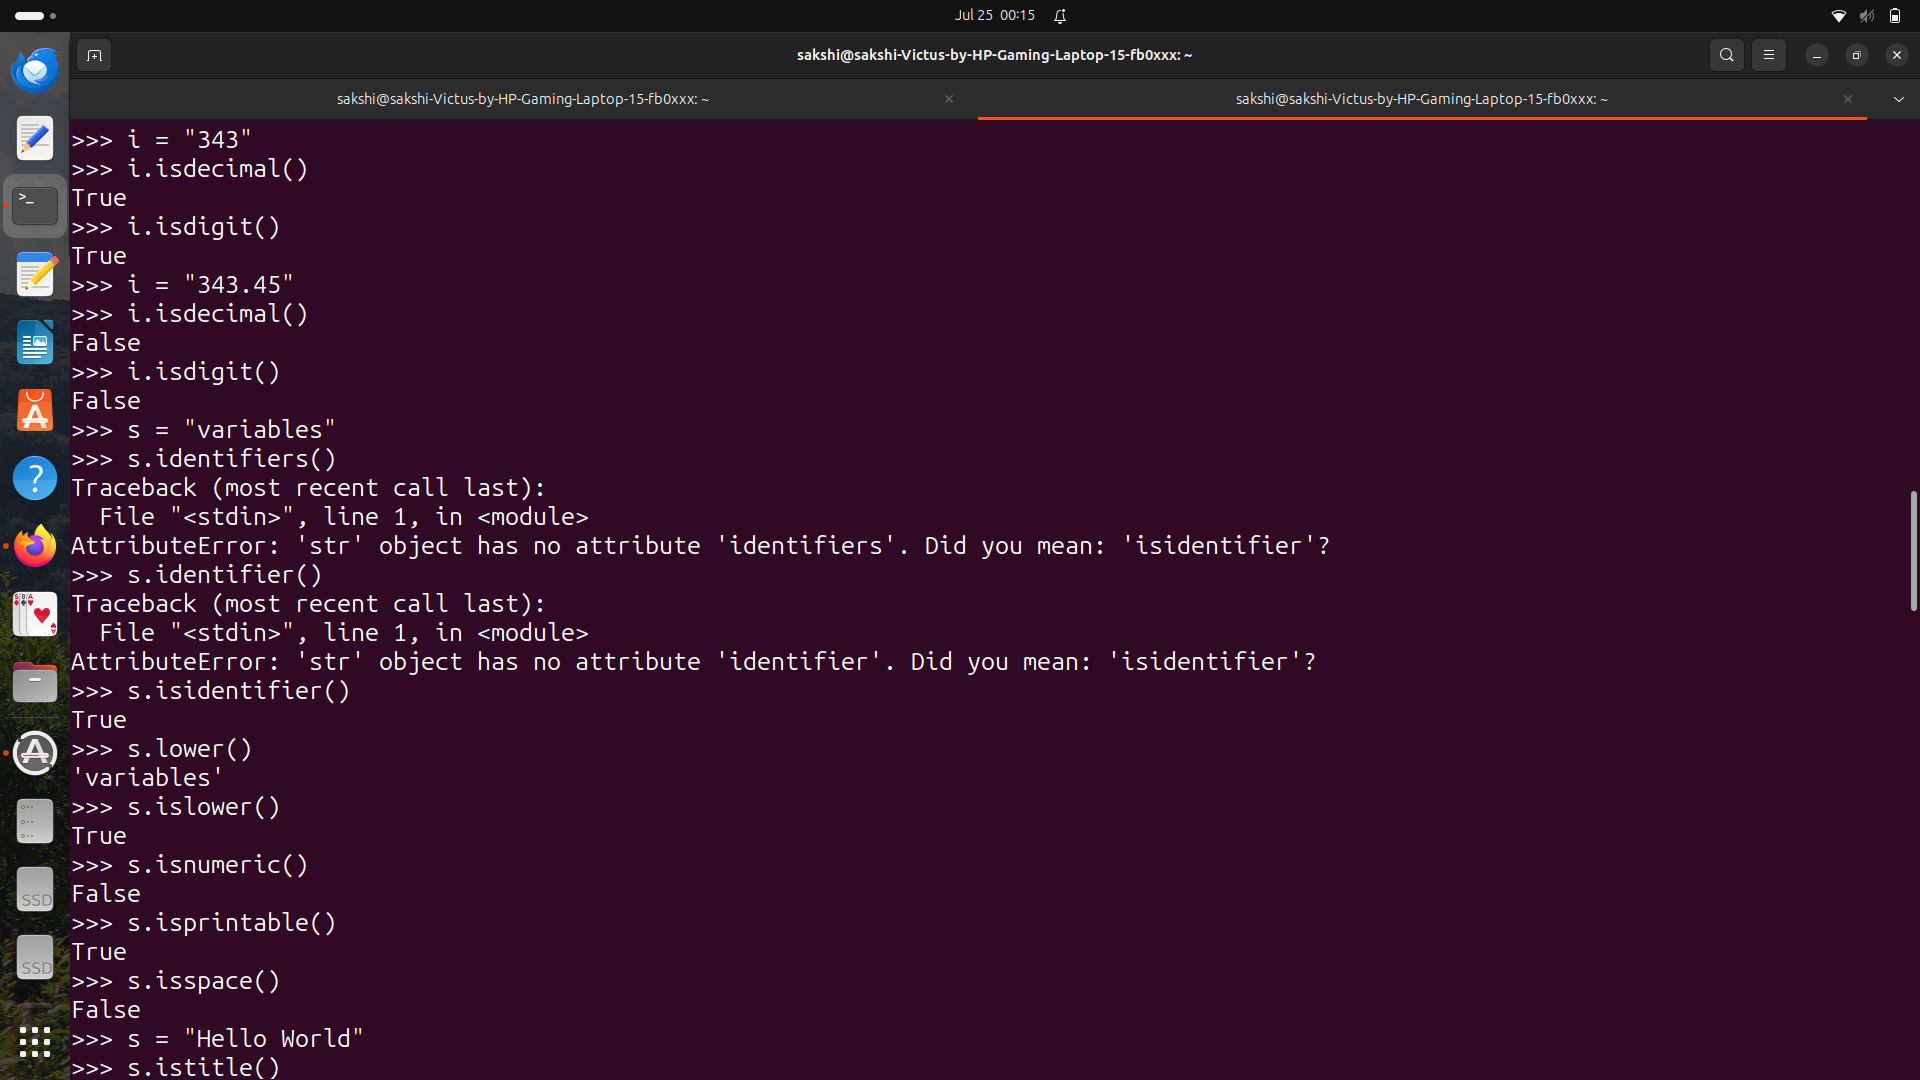 Jul 25 00:15
sakshi@sakshi-Victus-by-HP-Gaming-Laptop-15-fb0xxx: ~
sakshi@sakshi-Victus-by-HP-Gaming-Laptop-15-fb0xxx: ~
sakshi@sakshi-Victus-by-HP-Gaming-Laptop-15-fb0xxx: ~
>>> i = "343"
>>> i.isdecimal()
True
>>> i.isdigit()
True
>>> i = "343.45"
>>> i.isdecimal()
False
>>> i.isdigit()
False
>>> s = "variables"
>>> s.identifiers()
Traceback (most recent call last):
  File "<stdin>", line 1, in <module>
AttributeError: 'str' object has no attribute 'identifiers'. Did you mean: 'isidentifier'?
>>> s.identifier()
Traceback (most recent call last):
  File "<stdin>", line 1, in <module>
AttributeError: 'str' object has no attribute 'identifier'. Did you mean: 'isidentifier'?
>>> s.isidentifier()
True
>>> s.lower()
'variables'
>>> s.islower()
True
>>> s.isnumeric()
False
>>> s.isprintable()
True
>>> s.isspace()
False
>>> s = "Hello World"
>>> s.istitle()
SSD
SSD